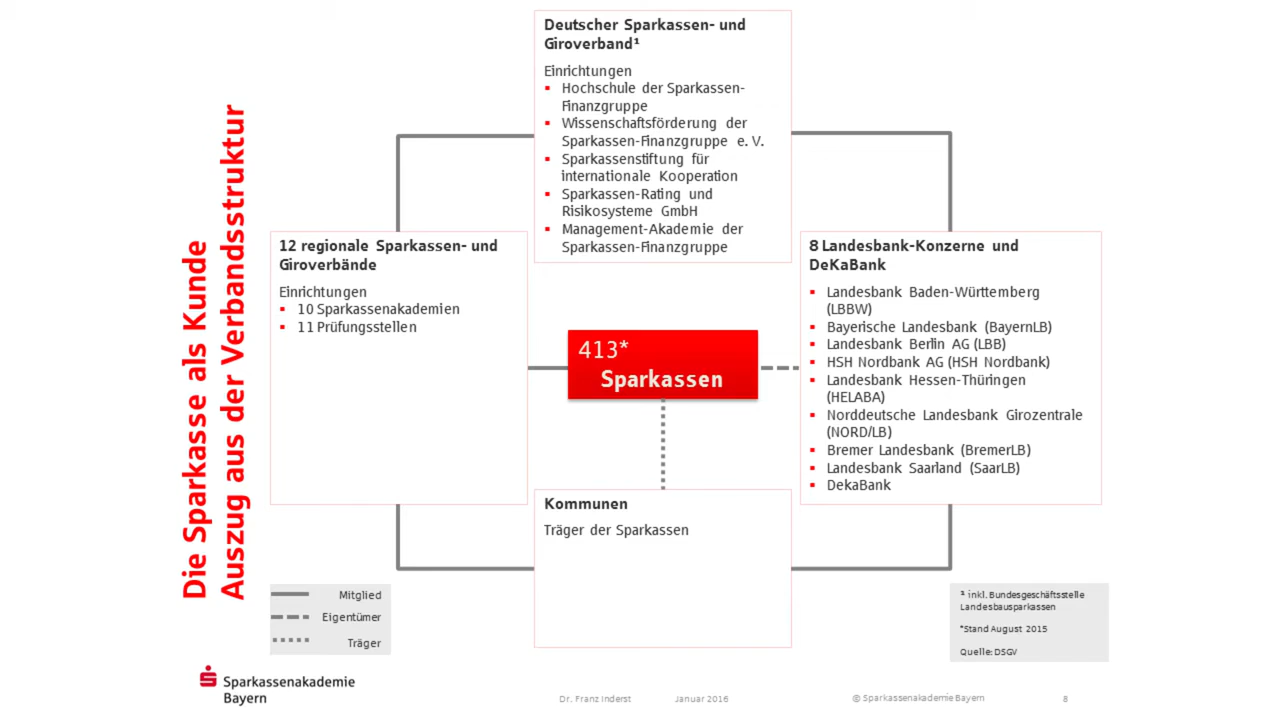 Die Sparkasse als Kunde
Auszug aus der Verbandsstruktur
Deutscher Sparkassen- und
Giroverband¹
Einrichtungen
▪ Hochschule der Sparkassen-
Finanzgruppe
▪ Wissenschaftsförderung der
Sparkassen-Finanzgruppe e. V.
▪ Sparkassenstiftung für
internationale Kooperation
▪ Sparkassen-Rating und
Risikosysteme GmbH
▪ Management-Akademie der
Sparkassen-Finanzgruppe
12 regionale Sparkassen- und
Giroverbände
Einrichtungen
▪ 10 Sparkassenakademien
▪ 11 Prüfungsstellen
413*
Sparkassen
8 Landesbank-Konzerne und
DeKaBank
▪ Landesbank Baden-Württemberg
(LBBW)
▪ Bayerische Landesbank (BayernLB)
▪ Landesbank Berlin AG (LBB)
▪ HSH Nordbank AG (HSH Nordbank)
▪ Landesbank Hessen-Thüringen
(HELABA)
▪ Norddeutsche Landesbank Girozentrale
(NORD/LB)
▪ Bremer Landesbank (BremerLB)
▪ Landesbank Saarland (SaarLB)
▪ DekaBank
Kommunen
Träger der Sparkassen
Mitglied
Eigentümer
Träger
¹ inkl. Bundesgeschäftsstelle
Landesbausparkassen
*Stand August 2015
Quelle: DSGV
Sparkassenakademie
Bayern
Dr. Franz Inderst Januar 2016 © Sparkassenakademie Bayern 8